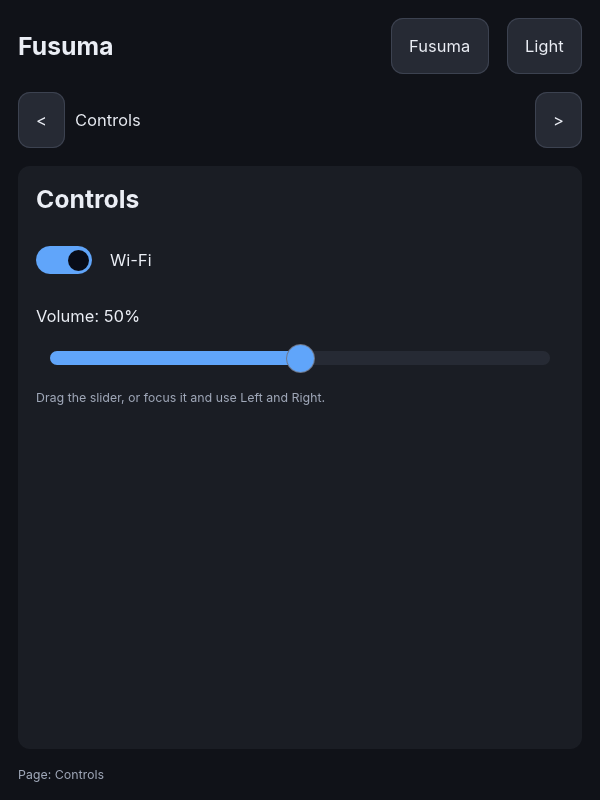 Fusuma
Fusuma
Light
<
Controls
>
Controls
Wi-Fi
Volume: 50%
Drag the slider, or focus it and use Left and Right.
Page: Controls